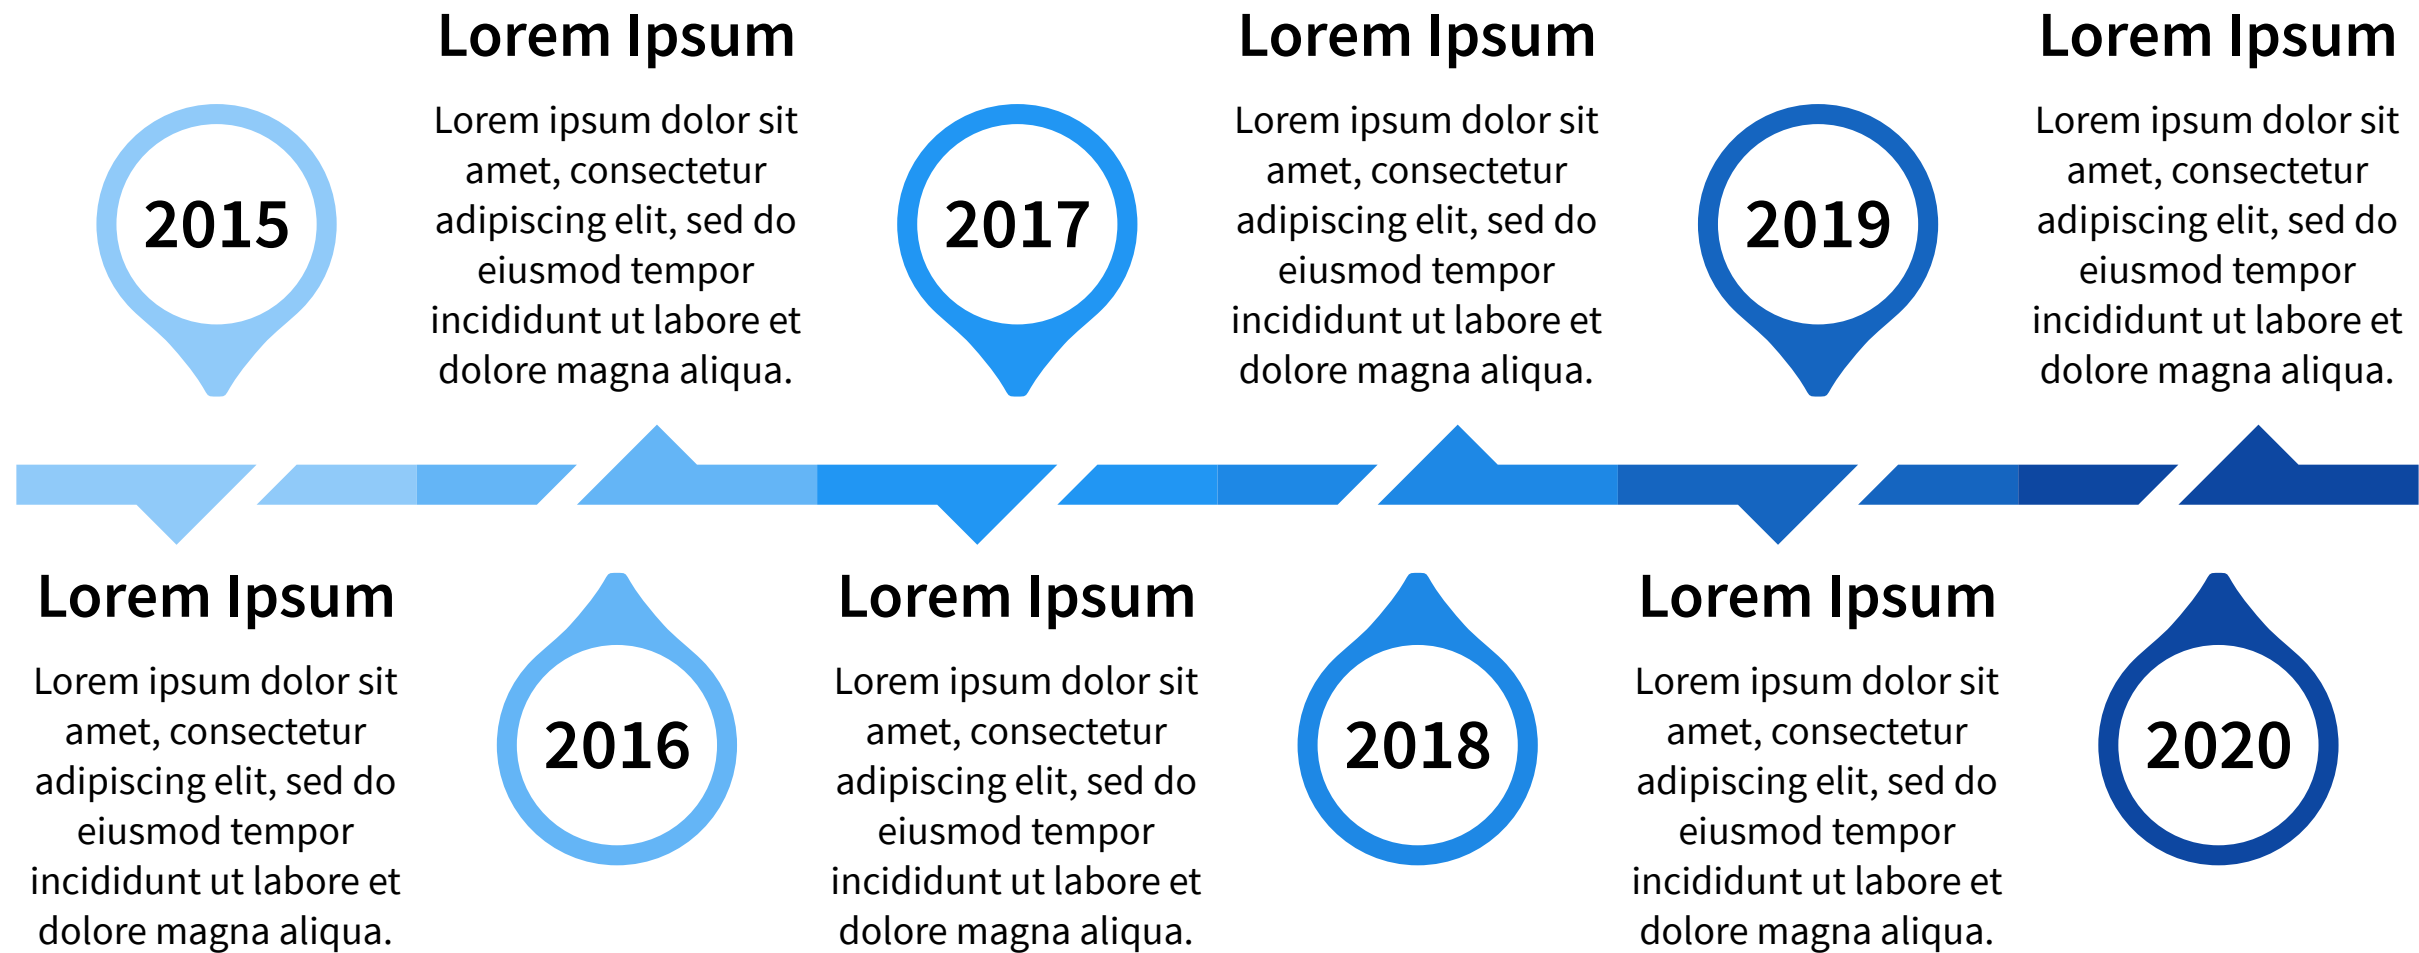 2015
Lorem Ipsum
Lorem ipsum dolor sit
amet, consectetur
adipiscing elit, sed do
eiusmod tempor
incididunt ut labore et
dolore magna aliqua.
Lorem Ipsum
Lorem ipsum dolor sit
amet, consectetur
adipiscing elit, sed do
eiusmod tempor
incididunt ut labore et
dolore magna aliqua.
2016
2017
Lorem Ipsum
Lorem ipsum dolor sit
amet, consectetur
adipiscing elit, sed do
eiusmod tempor
incididunt ut labore et
dolore magna aliqua.
Lorem Ipsum
Lorem ipsum dolor sit
amet, consectetur
adipiscing elit, sed do
eiusmod tempor
incididunt ut labore et
dolore magna aliqua.
2018
2019
Lorem Ipsum
Lorem ipsum dolor sit
amet, consectetur
adipiscing elit, sed do
eiusmod tempor
incididunt ut labore et
dolore magna aliqua.
Lorem Ipsum
Lorem ipsum dolor sit
amet, consectetur
adipiscing elit, sed do
eiusmod tempor
incididunt ut labore et
dolore magna aliqua.
2020